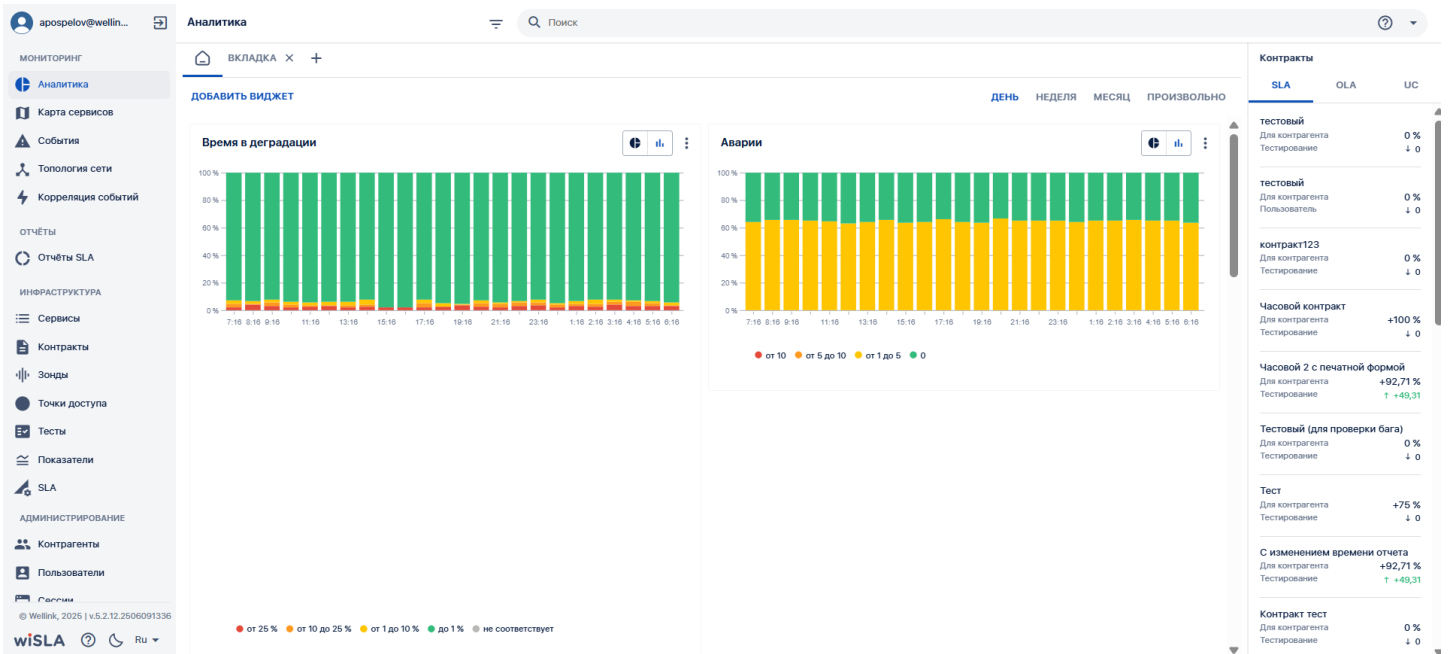 apospelov@wellin...
МОНИТОРИНГ
Аналитика
Карта сервисов
События
Топология сети
Корреляция событий
ОТЧЁТЫ
Отчёты SLA
ИНФРАСТРУКТУРА
Сервисы
Контракты
Зонды
Точки доступа
Тесты
Показатели
SLA
АДМИНИСТРИРОВАНИЕ
Контрагенты
Пользователи
Сессии
© Wellink, 2025 | v.5.2.12.2506091336
wiSLA Ru
Аналитика
Поиск
ВКЛАДКА
ДОБАВИТЬ ВИДЖЕТ
ДЕНЬ НЕДЕЛЯ МЕСЯЦ ПРОИЗВОЛЬНО
Время в деградации
100 %
80 %
60 %
40 %
20 %
0 %
7:16 8:16 9:16 11:16 13:16 15:16 17:16 19:16 21:16 23:16 1:16 2:16 3:16 4:16 5:16 6:16
от 25 % от 10 до 25 % от 1 до 10 % до 1 % не соответствует
Аварии
100 %
80 %
60 %
40 %
20 %
0 %
7:16 8:16 9:16 11:16 13:16 15:16 17:16 19:16 21:16 23:16 1:16 2:16 3:16 4:16 5:16 6:16
от 10 от 5 до 10 от 1 до 5 0
Контракты
SLA OLA UC
тестовый
Для контрагента 0 %
Тестирование ↓ 0
тестовый
Для контрагента 0 %
Пользователь ↓ 0
контракт123
Для контрагента 0 %
Тестирование ↓ 0
Часовой контракт
Для контрагента +100 %
Тестирование ↓ 0
Часовой 2 с печатной формой
Для контрагента +92,71 %
Тестирование ↑ +49,31
Тестовый (для проверки бага)
Для контрагента 0 %
Тестирование ↓ 0
Тест
Для контрагента +75 %
Тестирование ↓ 0
С изменением времени отчета
Для контрагента +92,71 %
Тестирование ↑ +49,31
Контракт тест
Для контрагента 0 %
Тестирование ↓ 0